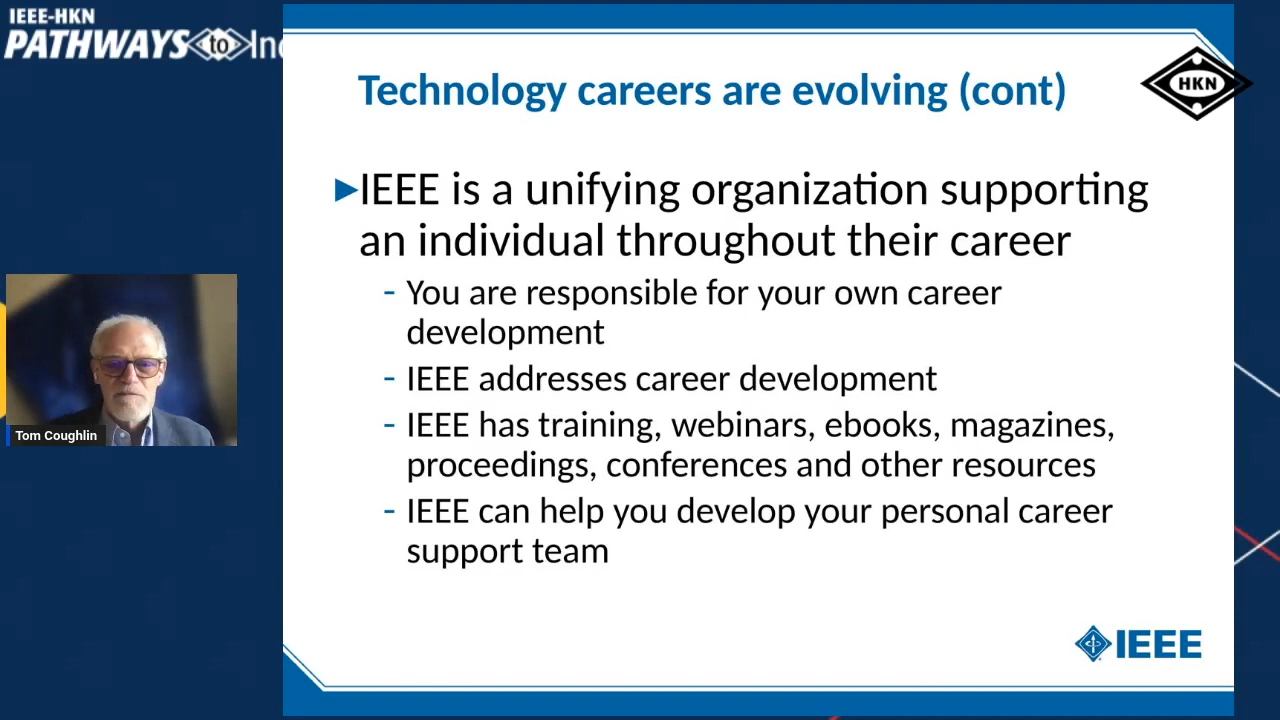 IEEE-HKN
PATHWAYS to Ind
Technology careers are evolving (cont)
HKN
►IEEE is a unifying organization supporting
an individual throughout their career
- You are responsible for your own career
development
- IEEE addresses career development
- IEEE has training, webinars, ebooks, magazines,
proceedings, conferences and other resources
- IEEE can help you develop your personal career
support team
Tom Coughlin
IEEE